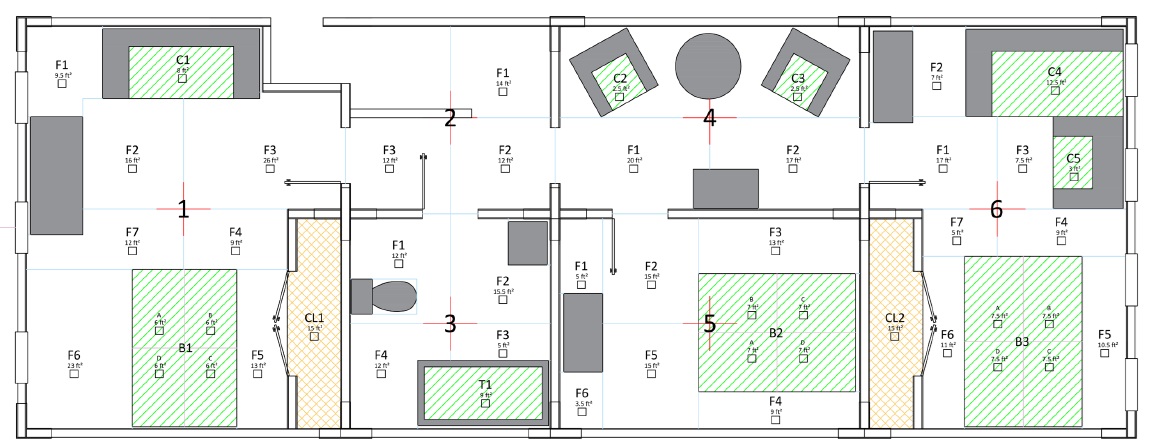 F1
9.5 ft²
C1
8 ft²
F2
16 ft²
F3
26 ft²
1
F7
12 ft²
F4
9 ft²
A
6 ft²
B
6 ft²
B1
D
6 ft²
C
6 ft²
F6
23 ft²
F5
13 ft²
CL1
15 ft²
F1
14 ft²
2
F3
12 ft²
F2
12 ft²
F1
12 ft²
F2
15.5 ft²
3
F3
5 ft²
F4
12 ft²
T1
9 ft²
C2
2.5 ft²
C3
2.5 ft²
4
F1
20 ft²
F2
17 ft²
F3
13 ft²
F1
5 ft²
F2
15 ft²
B
7 ft²
C
7 ft²
5
B2
A
7 ft²
D
7 ft²
F5
15 ft²
F6
3.5 ft²
F4
9 ft²
F2
7 ft²
C4
12.5 ft²
F1
17 ft²
F3
7.5 ft²
C5
3 ft²
6
F7
5 ft²
F4
9 ft²
CL2
15 ft²
F6
11 ft²
A
7.5 ft²
B
7.5 ft²
B3
D
7.5 ft²
C
7.5 ft²
F5
10.5 ft²